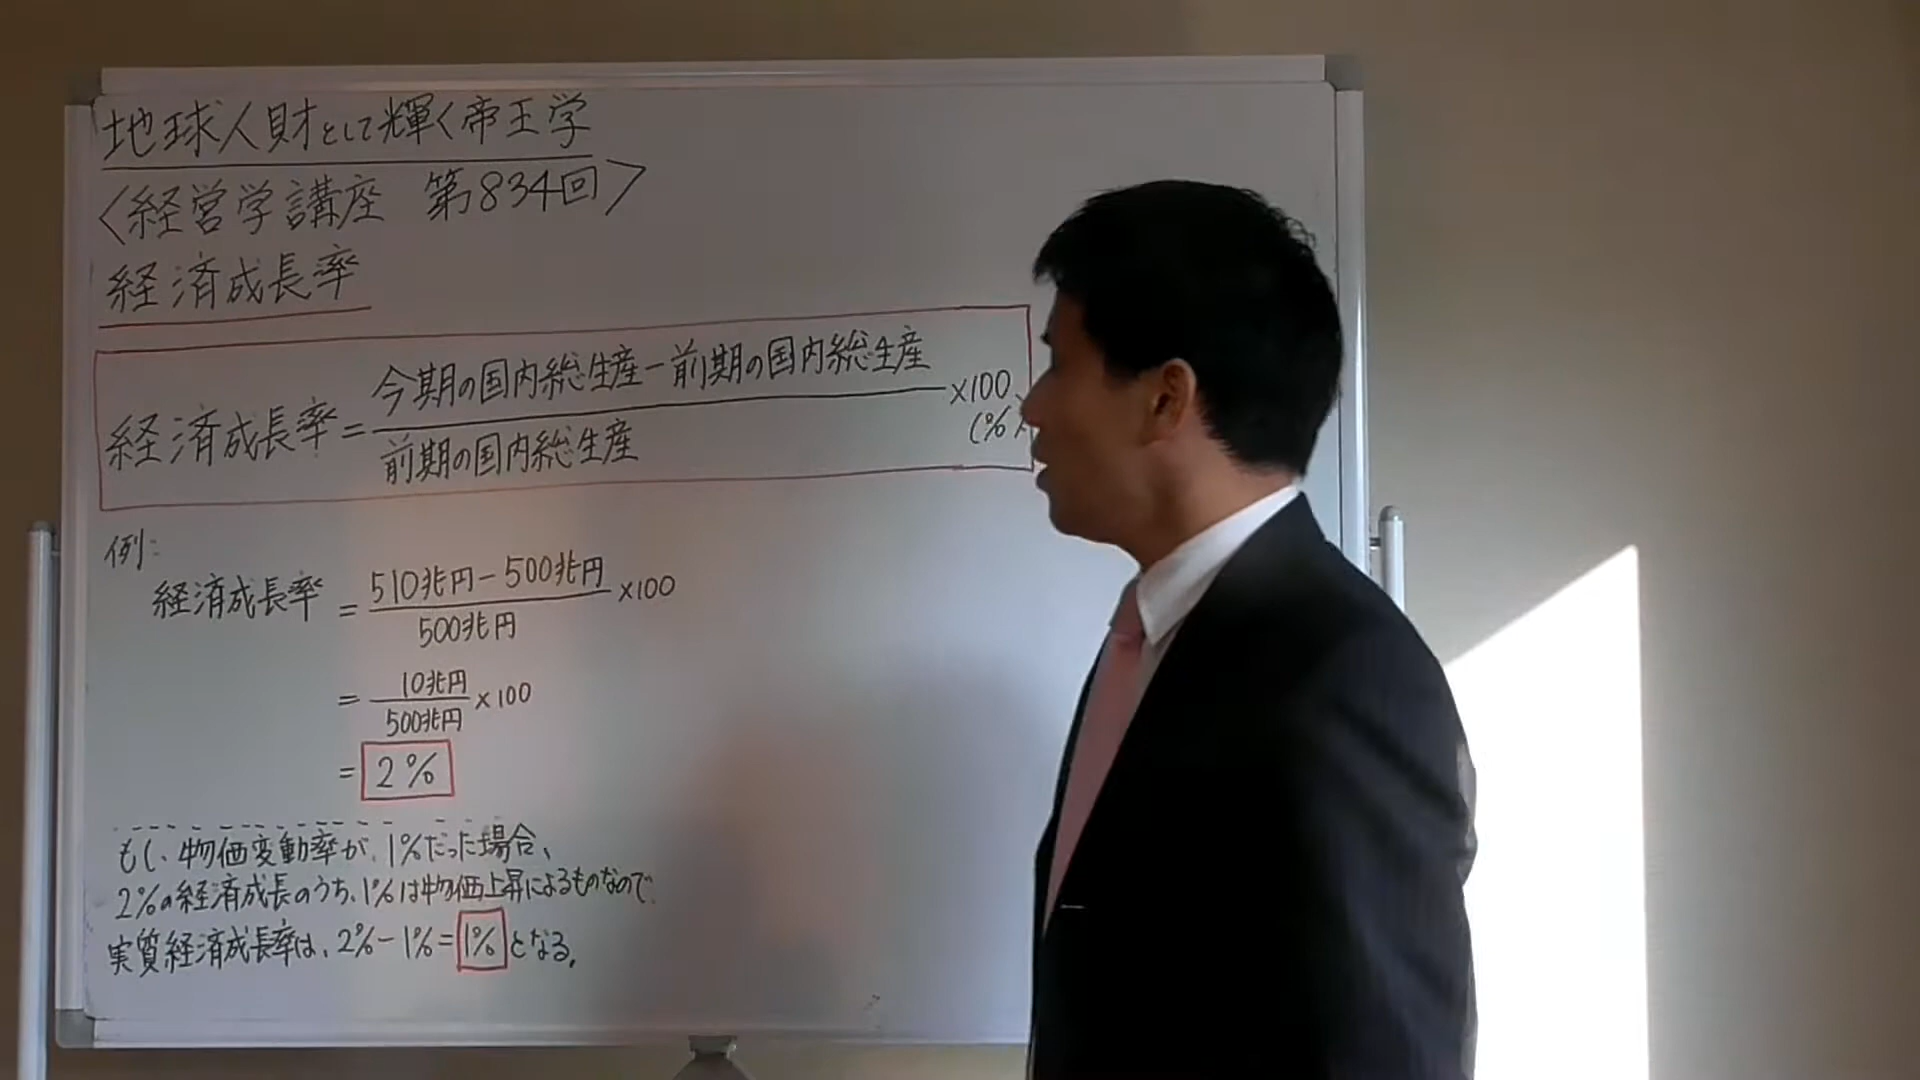 地球人財として輝く帝王学
〈経営学講座 第834回〉
経済成長率
経済成長率 = 今期の国内総生産−前期の国内総生産
前期の国内総生産
×100
(%)
例:
経済成長率 = 510兆円−500兆円
500兆円
×100
= 10兆円
500兆円
×100
= 2%
もし、物価変動率が、1%だった場合、
2%の経済成長のうち、1%は物価上昇によるものなので、
実質経済成長率は、2%−1%=1%となる。